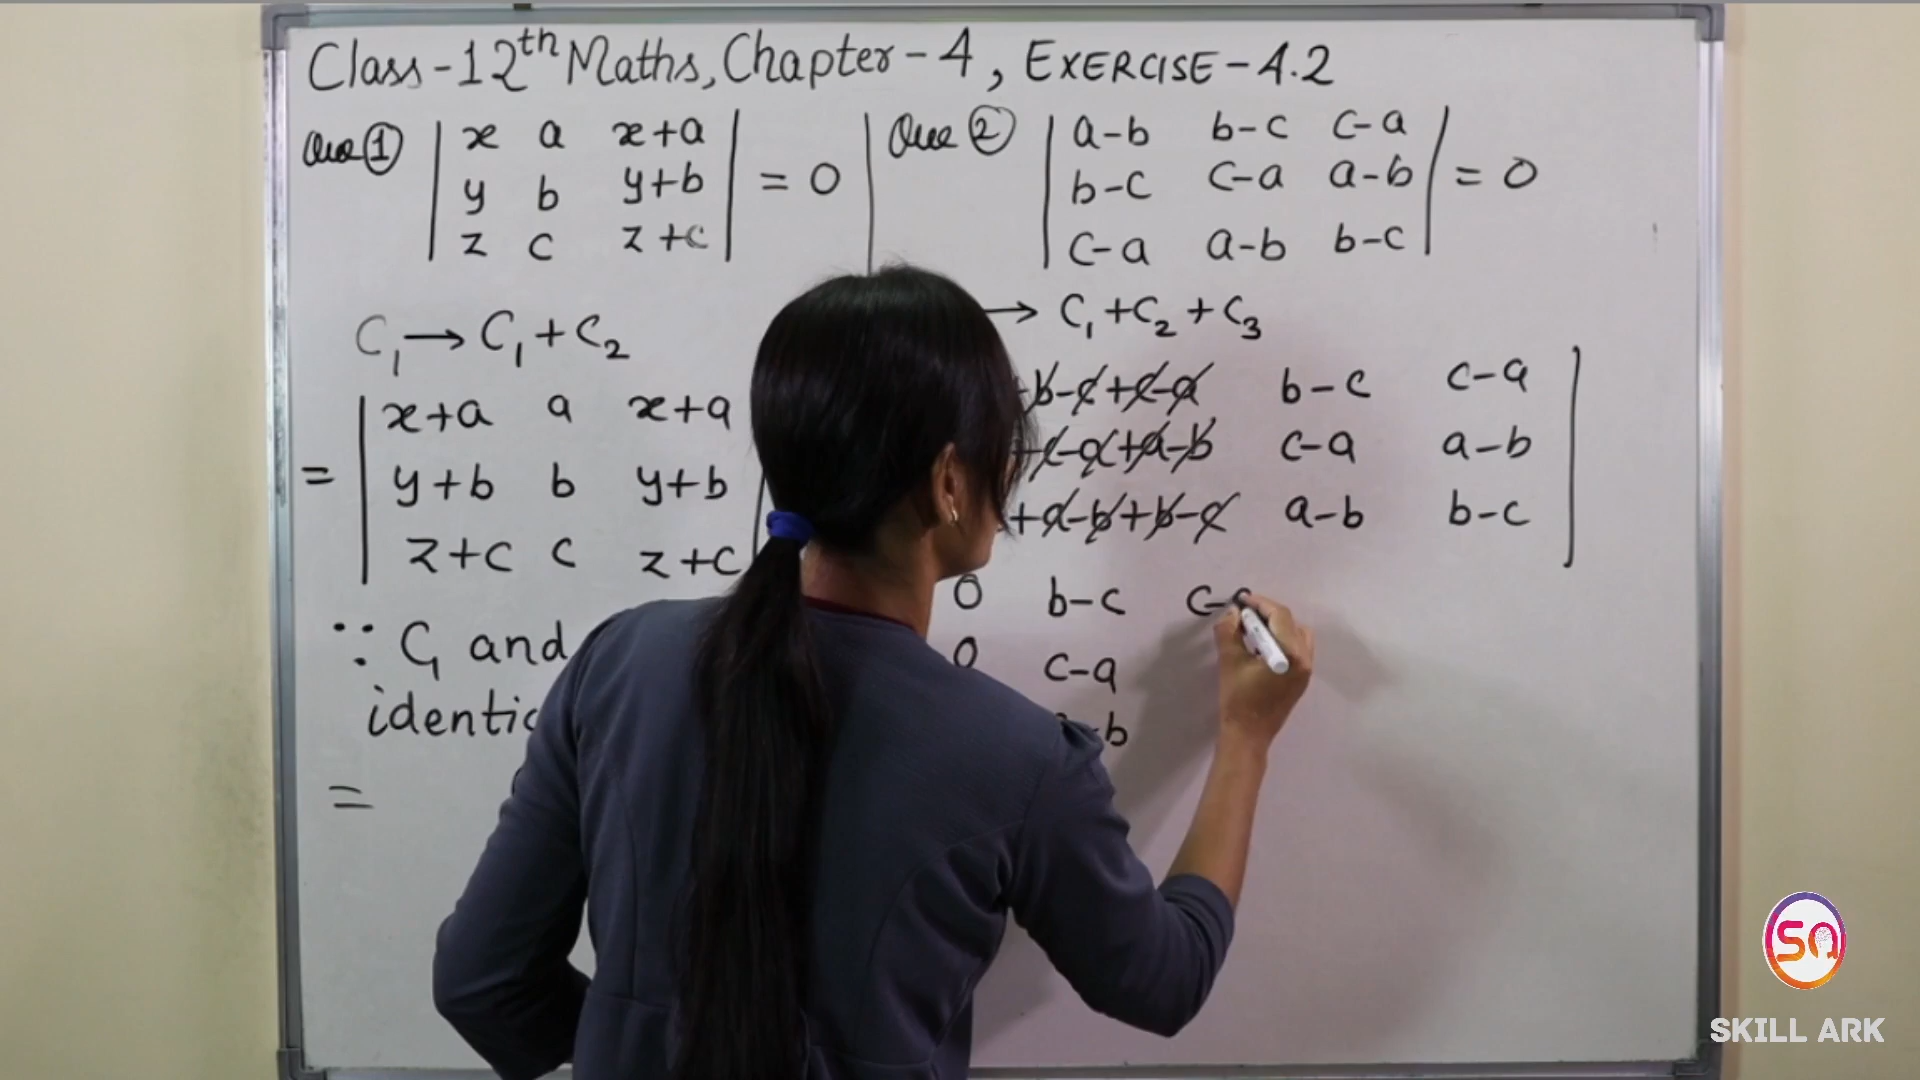 Class-12th Maths, Chapter-4, EXERCISE-4.2
Que 1
x a x+a
y b y+b = 0
z c z+c
C₁ → C₁+C₂
x+a a x+a
= y+b b y+b
z+c c z+c
∵ C₁ and
identic
=
Que 2
a-b b-c c-a
b-c c-a a-b = 0
c-a a-b b-c
→ C₁+C₂+C₃
+b-c+c-a b-c c-a
+c-a+a-b c-a a-b
+a-b+b-c a-b b-c
0 b-c c-
0 c-a
-b
SA
SKILL ARK